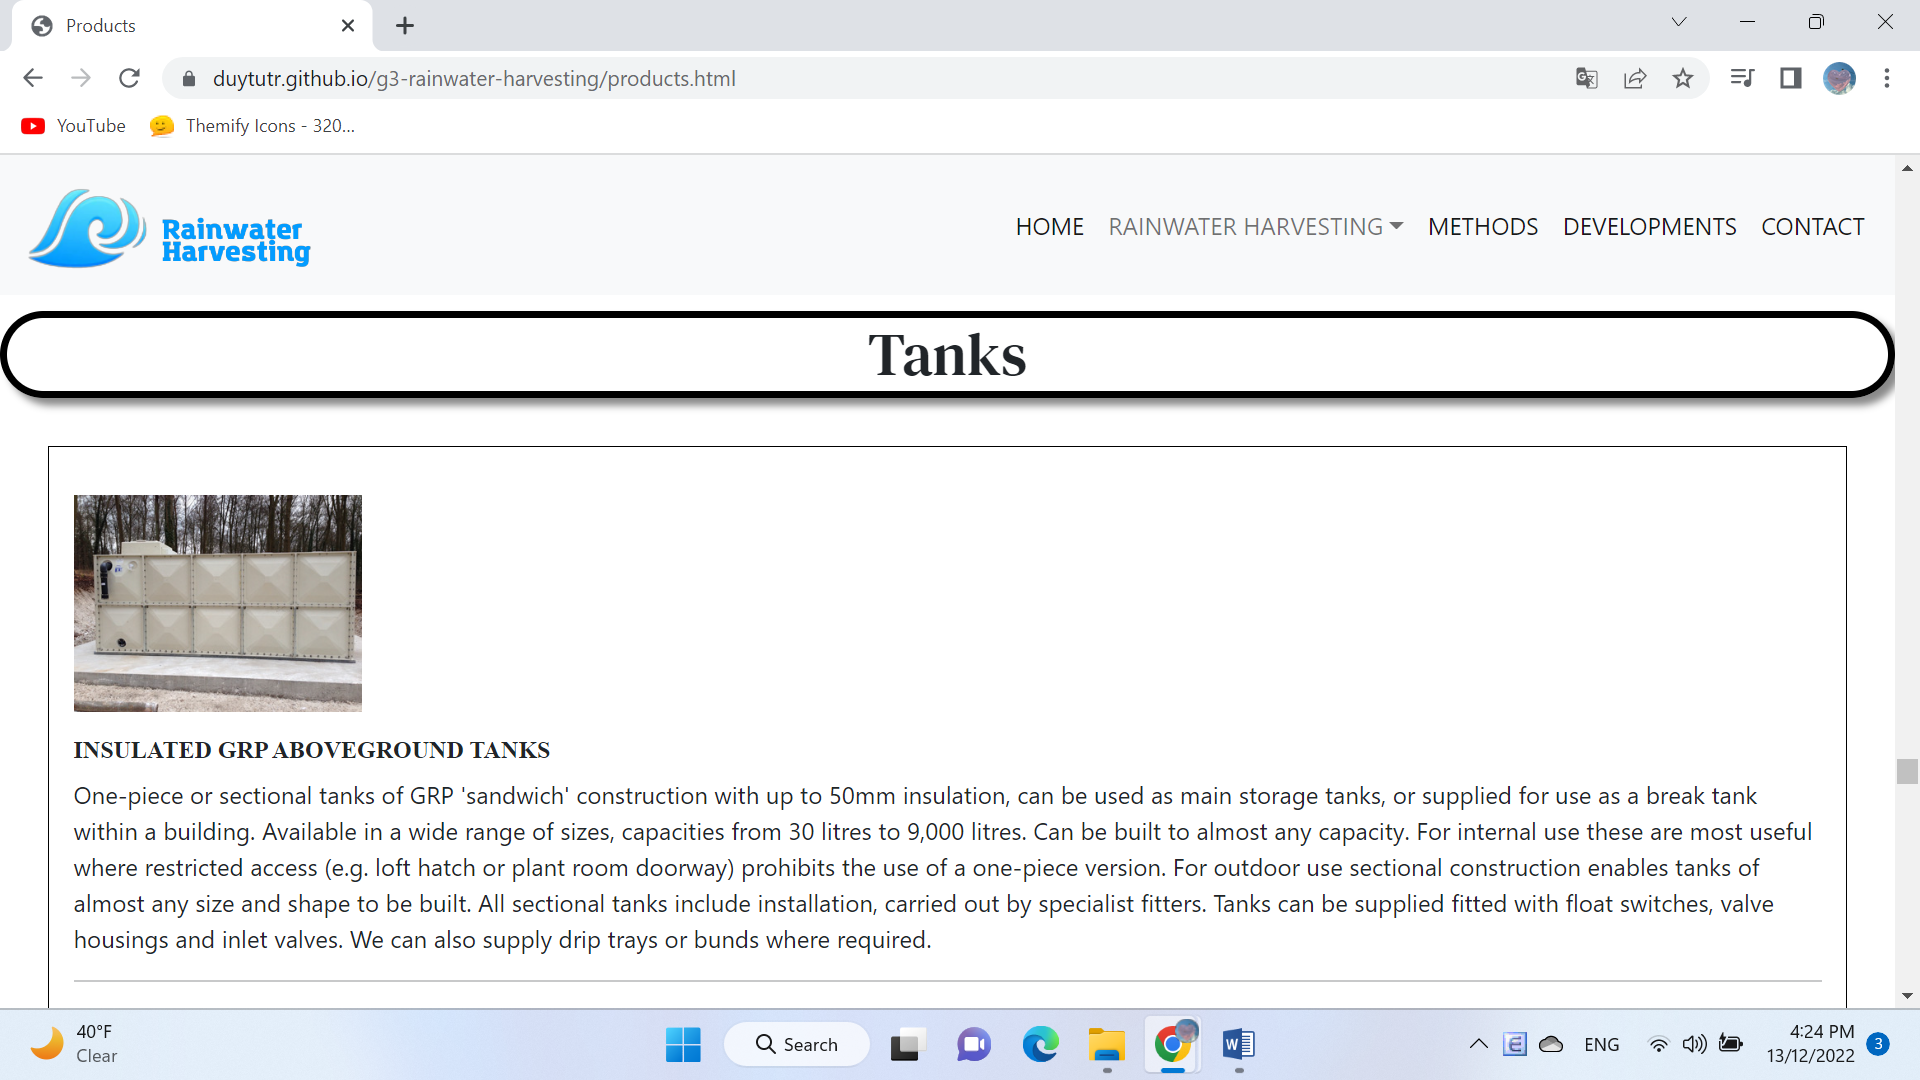 Products
duytutr.github.io/g3-rainwater-harvesting/products.html
YouTube
Themify Icons - 320...
Rainwater
Harvesting
HOME RAINWATER HARVESTING METHODS DEVELOPMENTS CONTACT
Tanks
INSULATED GRP ABOVEGROUND TANKS
One-piece or sectional tanks of GRP 'sandwich' construction with up to 50mm insulation, can be used as main storage tanks, or supplied for use as a break tank
within a building. Available in a wide range of sizes, capacities from 30 litres to 9,000 litres. Can be built to almost any capacity. For internal use these are most useful
where restricted access (e.g. loft hatch or plant room doorway) prohibits the use of a one-piece version. For outdoor use sectional construction enables tanks of
almost any size and shape to be built. All sectional tanks include installation, carried out by specialist fitters. Tanks can be supplied fitted with float switches, valve
housings and inlet valves. We can also supply drip trays or bunds where required.
40°F
Clear
Search
ENG
4:24 PM
13/12/2022
3